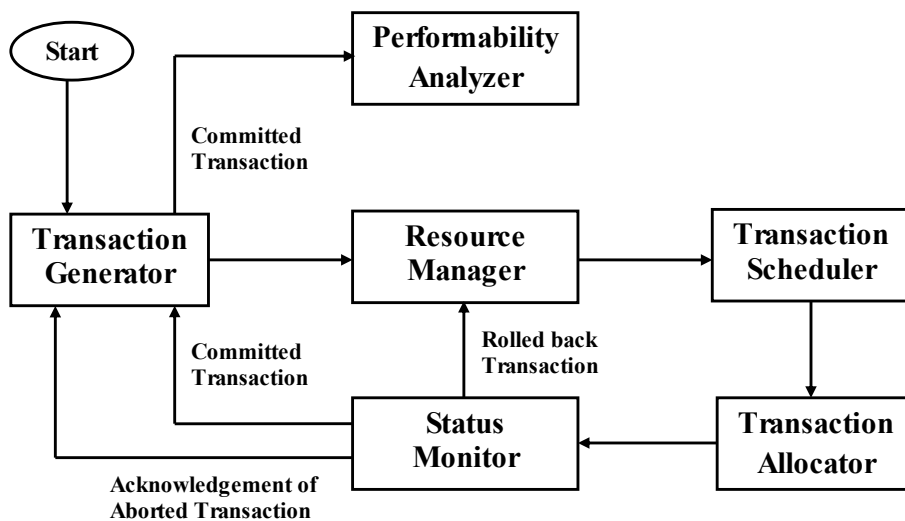 Start
Performability
Analyzer
Committed
Transaction
Transaction
Generator
Resource
Manager
Transaction
Scheduler
Committed
Transaction
Rolled back
Transaction
Status
Monitor
Transaction
Allocator
Acknowledgement of
Aborted Transaction